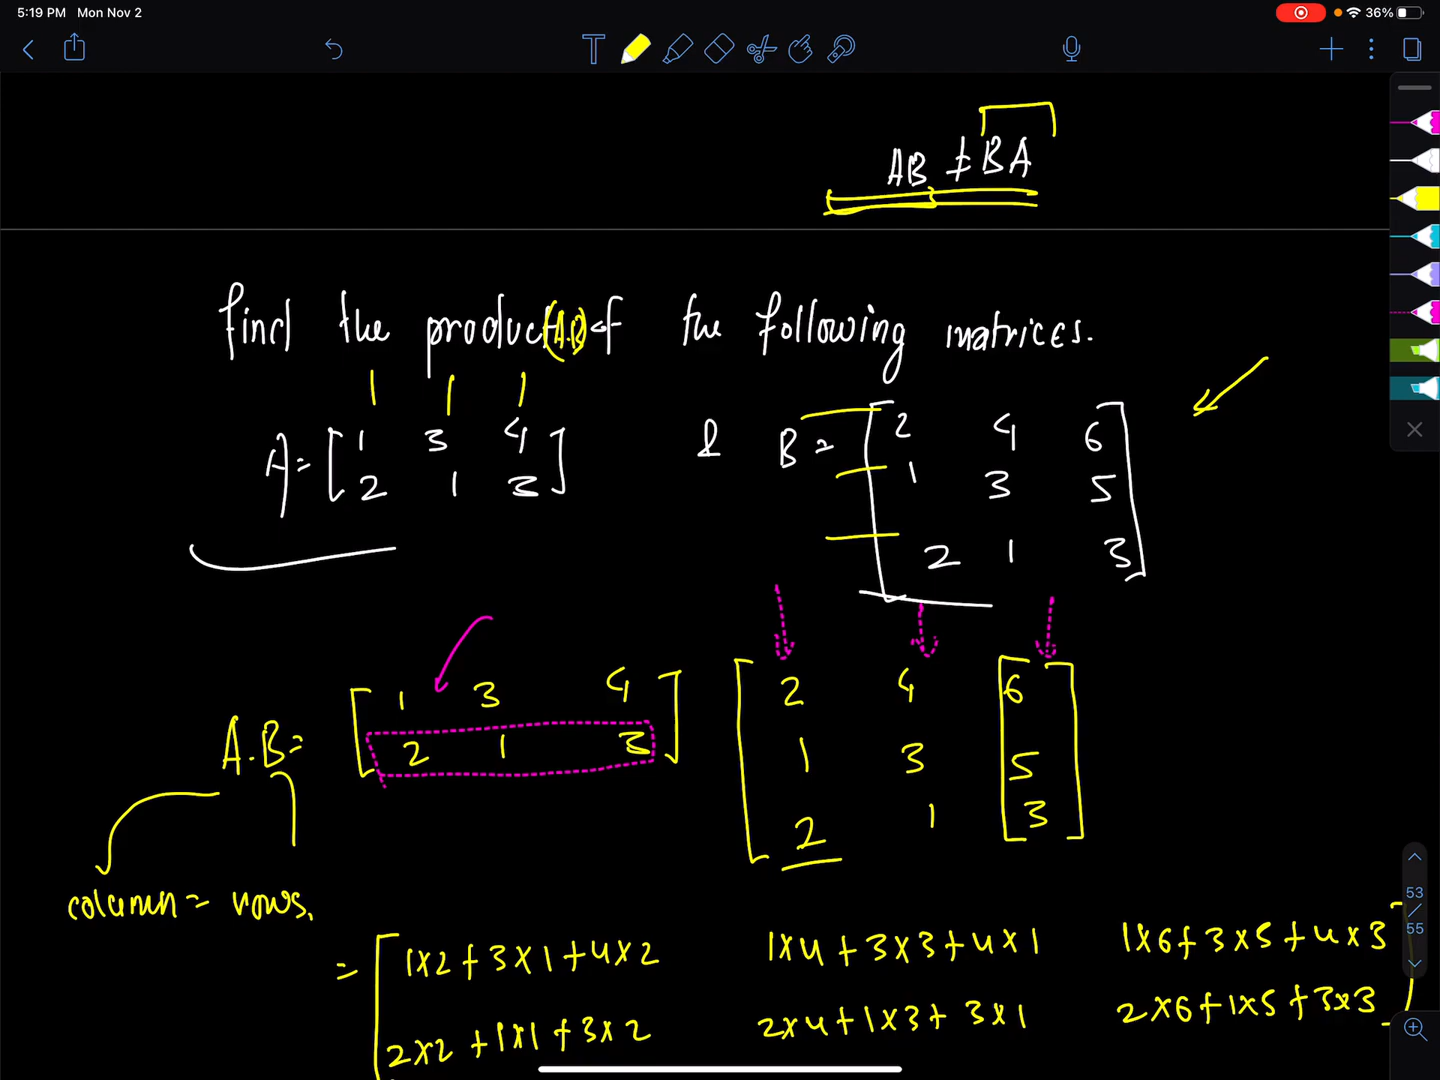 5:19 PM Mon Nov 2
36%
AB ≠ BA
Find the product (A.B) of the following matrices.
A = [ 1 3 4 & B = [ 2 4 6
2 1 3 ] 1 3 5
2 1 3 ]
A.B = [ 1 3 4 ] [ 2 4 6
2 1 3 1 3 5
2 1 3 ]
column = rows.
= [ 1x2 + 3x1 + 4x2 1x4 + 3x3 + 4x1 1x6 + 3x5 + 4x3
2x2 + 1x1 + 3x2 2x4 + 1x3 + 3x1 2x6 + 1x5 + 3x3 ]
53
/
55